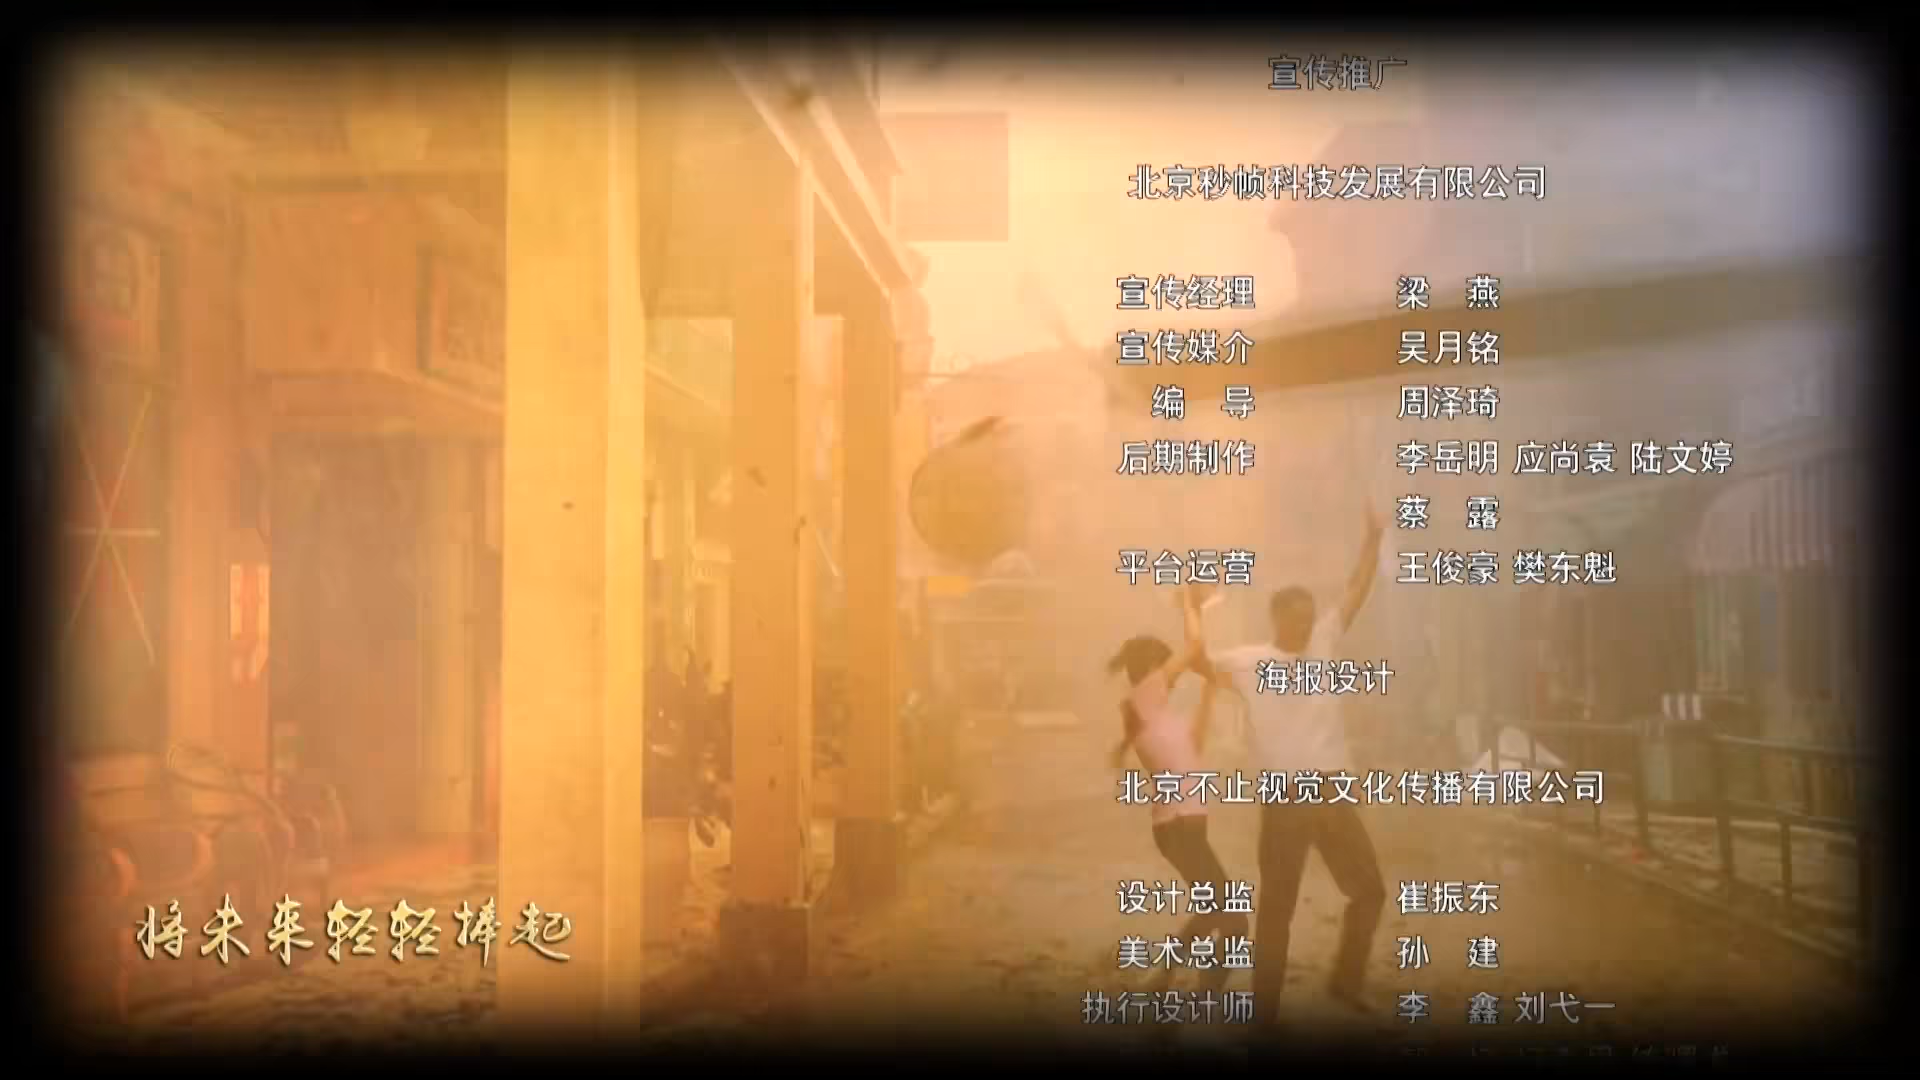 宣传推广
北京秒帧科技发展有限公司
宣传经理 梁 燕
宣传媒介 吴月铭
编 导 周泽琦
后期制作 李岳明 应尚袁 陆文婷
蔡 露
平台运营 王俊豪 樊东魁
海报设计
北京不止视觉文化传播有限公司
设计总监 崔振东
美术总监 孙 建
执行设计师 李 鑫 刘弋一
将未来轻轻捧起